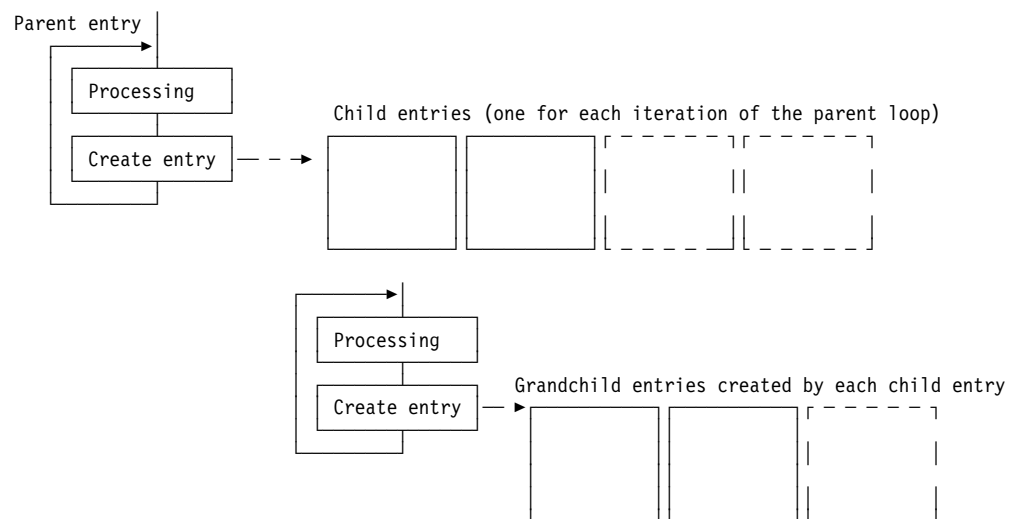 Parent entry
Processing
Child entries (one for each iteration of the parent loop)
Create entry
Processing
Grandchild entries created by each child entry
Create entry